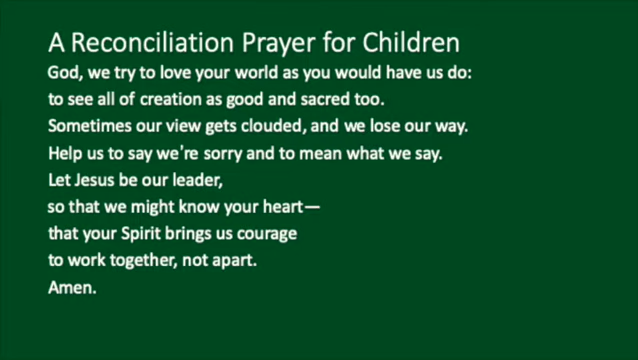 A Reconciliation Prayer for Children
God, we try to love your world as you would have us do:
to see all of creation as good and sacred too.
Sometimes our view gets clouded, and we lose our way.
Help us to say we're sorry and to mean what we say.
Let Jesus be our leader,
so that we might know your heart—
that your Spirit brings us courage
to work together, not apart.
Amen.